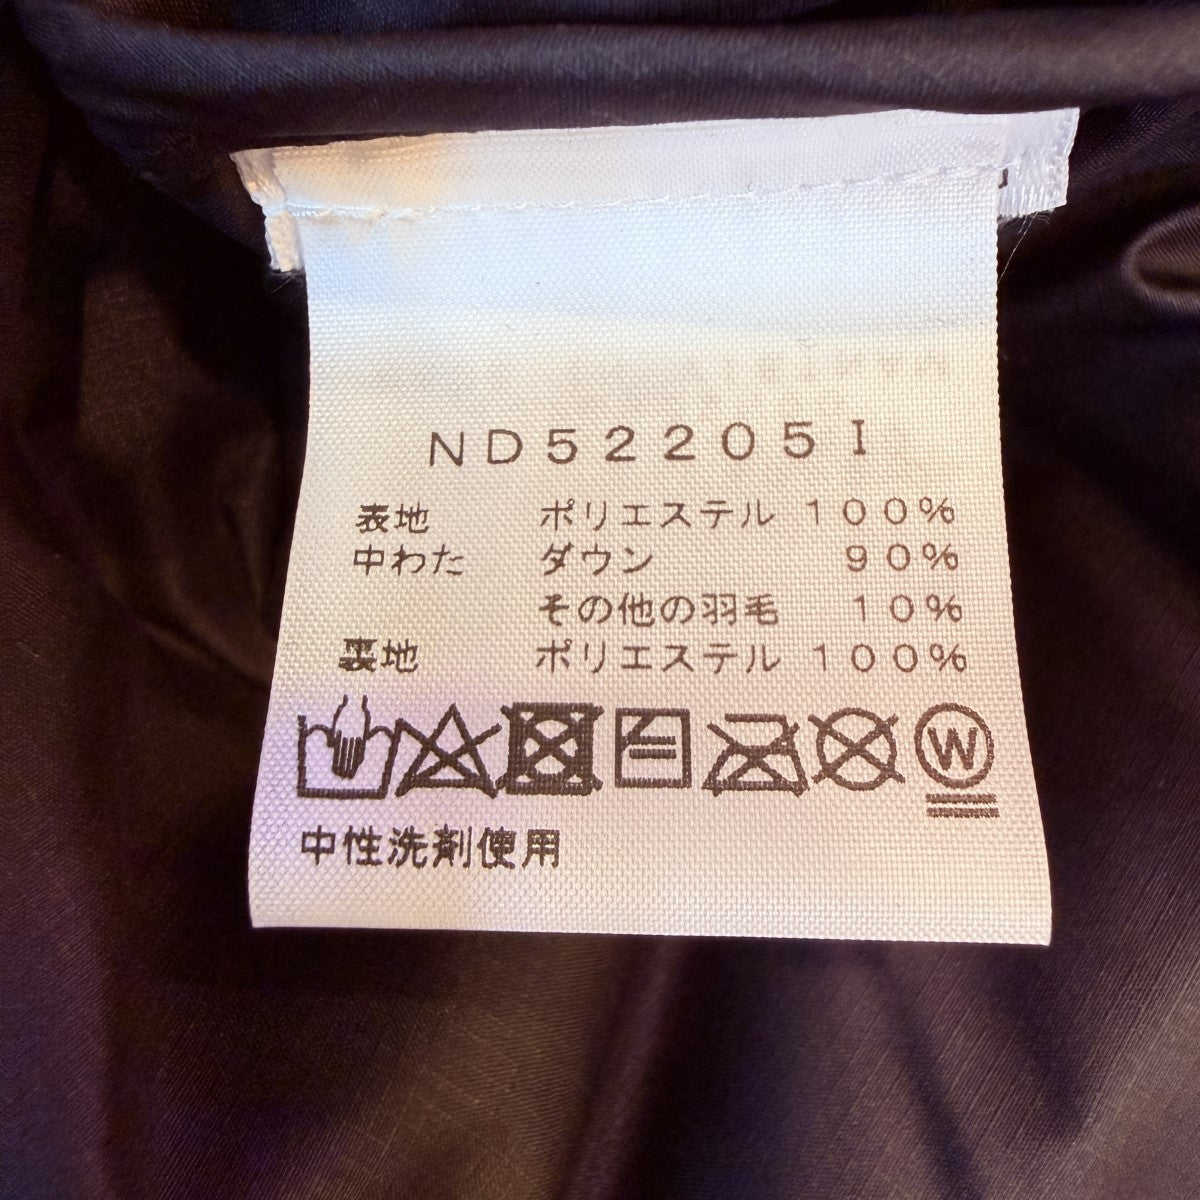 ND52205I
表地 ポリエステル 100%
中わた ダウン 90%
その他の羽毛 10%
裏地 ポリエステル 100%
W
中性洗剤使用